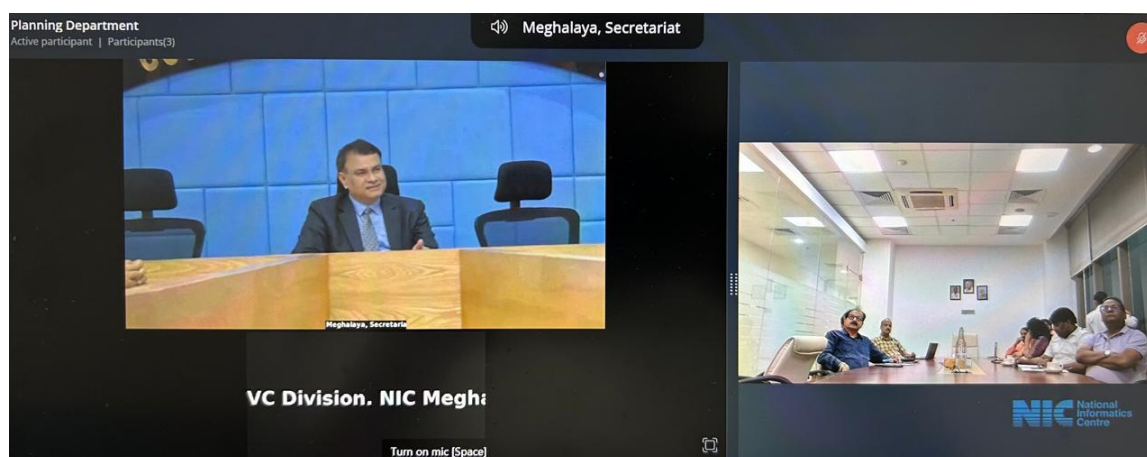 Planning Department
Active participant | Participants(3)
Meghalaya, Secretariat
Meghalaya, Secretaria
VC Division. NIC Megha
Turn on mic [Space]
NIC National
Informatics
Centre